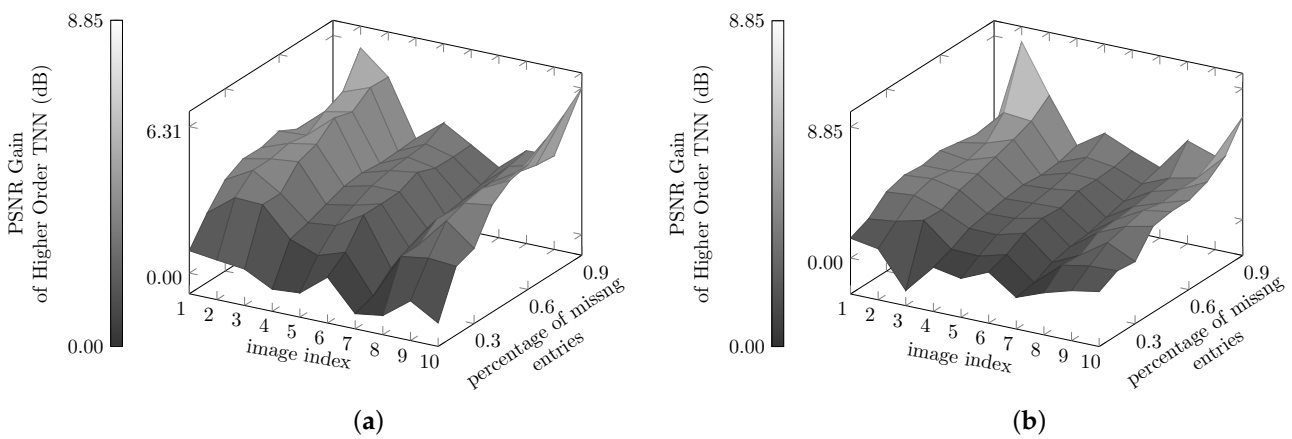 8.85
PSNR Gain
of Higher Order TNN (dB)
0.00
6.31
0.00
1 2 3 4 5 6 7 8 9 10
image index
0.3 0.6 0.9
percentage of missng
entries
(a)
8.85
PSNR Gain
of Higher Order TNN (dB)
0.00
8.85
0.00
1 2 3 4 5 6 7 8 9 10
image index
0.3 0.6 0.9
percentage of missng
entries
(b)